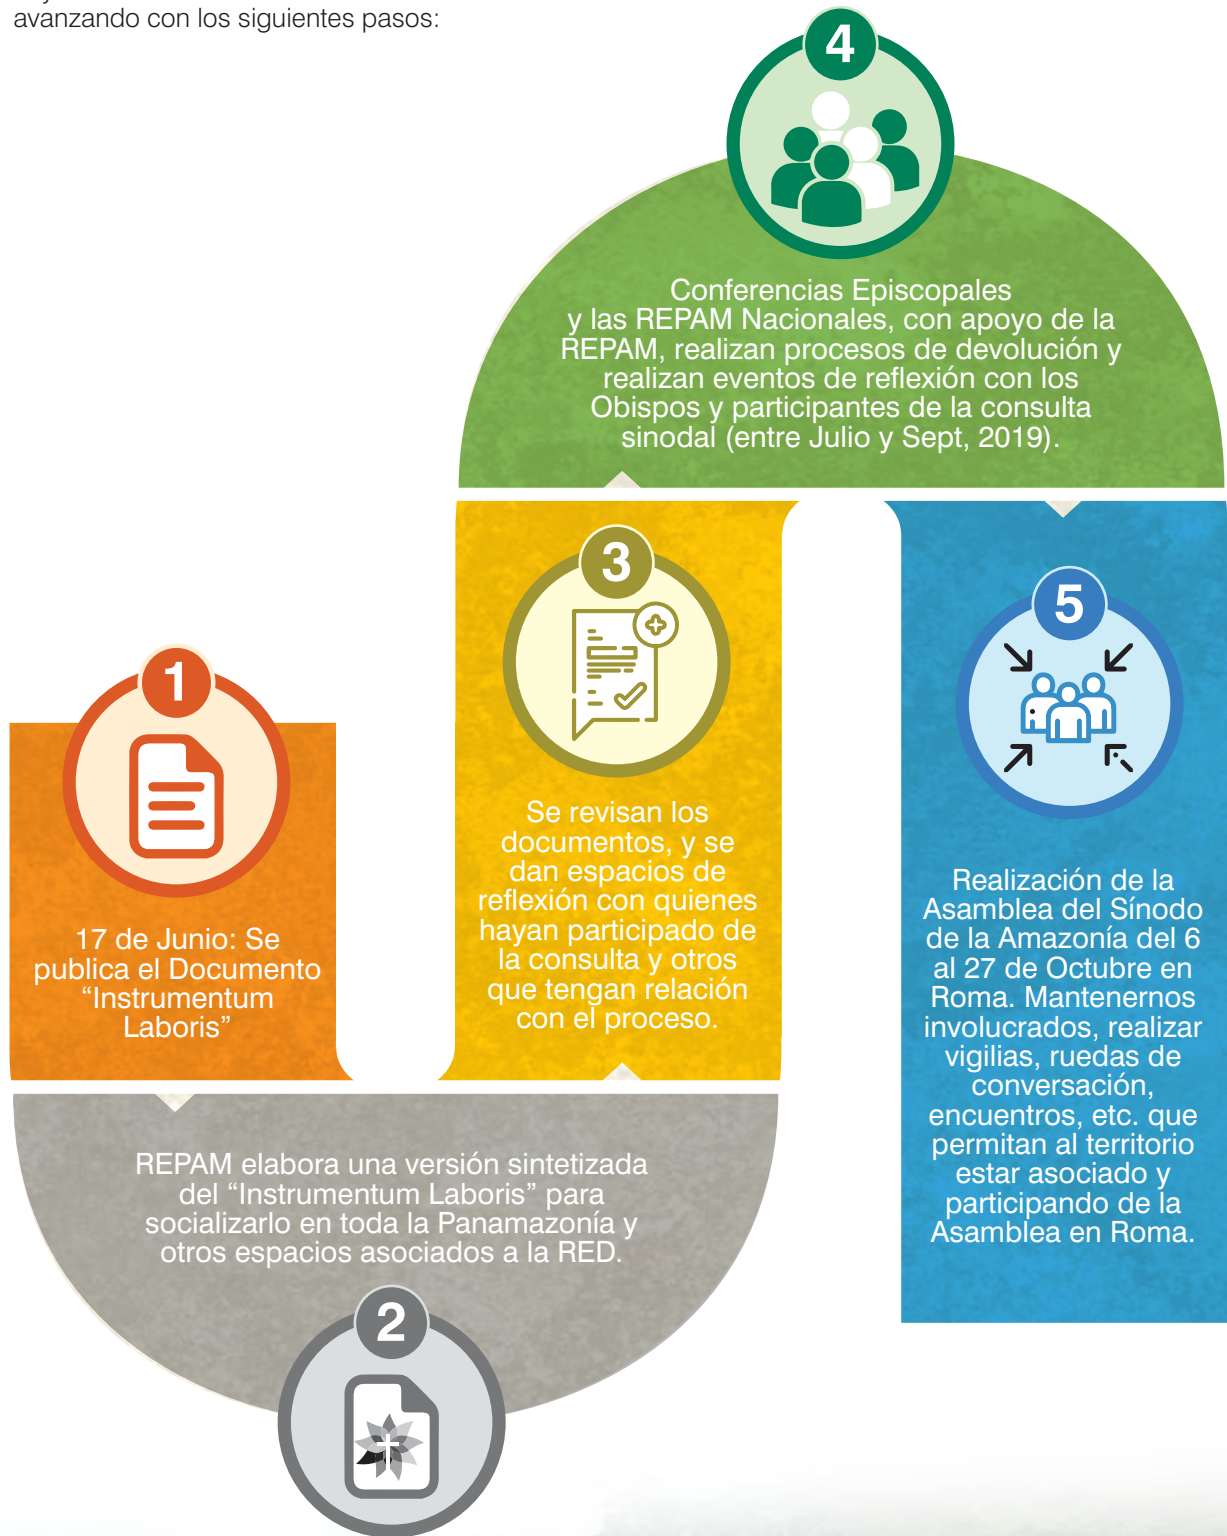 avanzando con los siguientes pasos:
1
17 de Junio: Se
publica el Documento
“Instrumentum
Laboris”
REPAM elabora una versión sintetizada
del “Instrumentum Laboris” para
socializarlo en toda la Panamazonía y
otros espacios asociados a la RED.
2
3
Se revisan los
documentos, y se
dan espacios de
reflexión con quienes
hayan participado de
la consulta y otros
que tengan relación
con el proceso.
4
Conferencias Episcopales
y las REPAM Nacionales, con apoyo de la
REPAM, realizan procesos de devolución y
realizan eventos de reflexión con los
Obispos y participantes de la consulta
sinodal (entre Julio y Sept, 2019).
5
Realización de la
Asamblea del Sínodo
de la Amazonía del 6
al 27 de Octubre en
Roma. Mantenernos
involucrados, realizar
vigilias, ruedas de
conversación,
encuentros, etc. que
permitan al territorio
estar asociado y
participando de la
Asamblea en Roma.